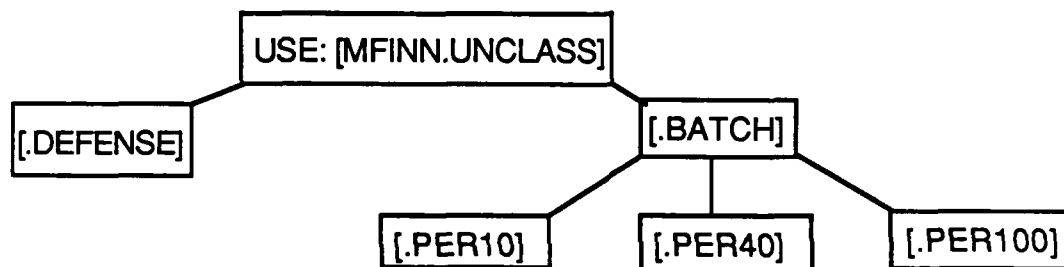 USE: [MFINN.UNCLASS]
[.DEFENSE]
[.BATCH]
[.PER10]
[.PER40]
[.PER100]